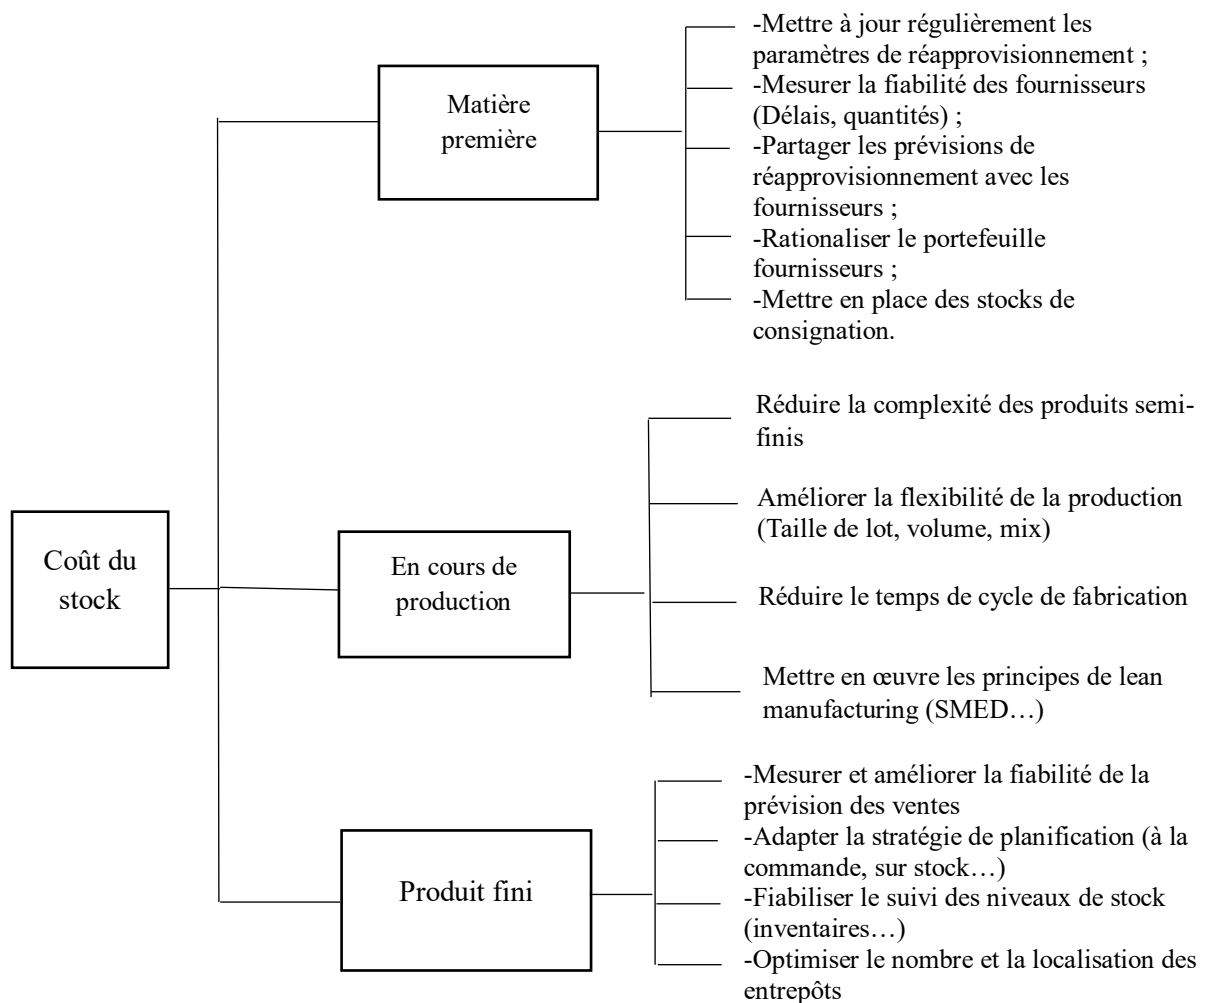 -Mettre à jour régulièrement les
paramètres de réapprovisionnement ;
-Mesurer la fiabilité des fournisseurs
(Délais, quantités) ;
-Partager les prévisions de
réapprovisionnement avec les
fournisseurs ;
-Rationaliser le portefeuille
fournisseurs ;
-Mettre en place des stocks de
consignation.
Matière
première
Réduire la complexité des produits semi-
finis
Améliorer la flexibilité de la production
(Taille de lot, volume, mix)
Réduire le temps de cycle de fabrication
Mettre en œuvre les principes de lean
manufacturing (SMED…)
Coût du
stock
En cours de
production
-Mesurer et améliorer la fiabilité de la
prévision des ventes
-Adapter la stratégie de planification (à la
commande, sur stock…)
-Fiabiliser le suivi des niveaux de stock
(inventaires…)
-Optimiser le nombre et la localisation des
entrepôts
Produit fini